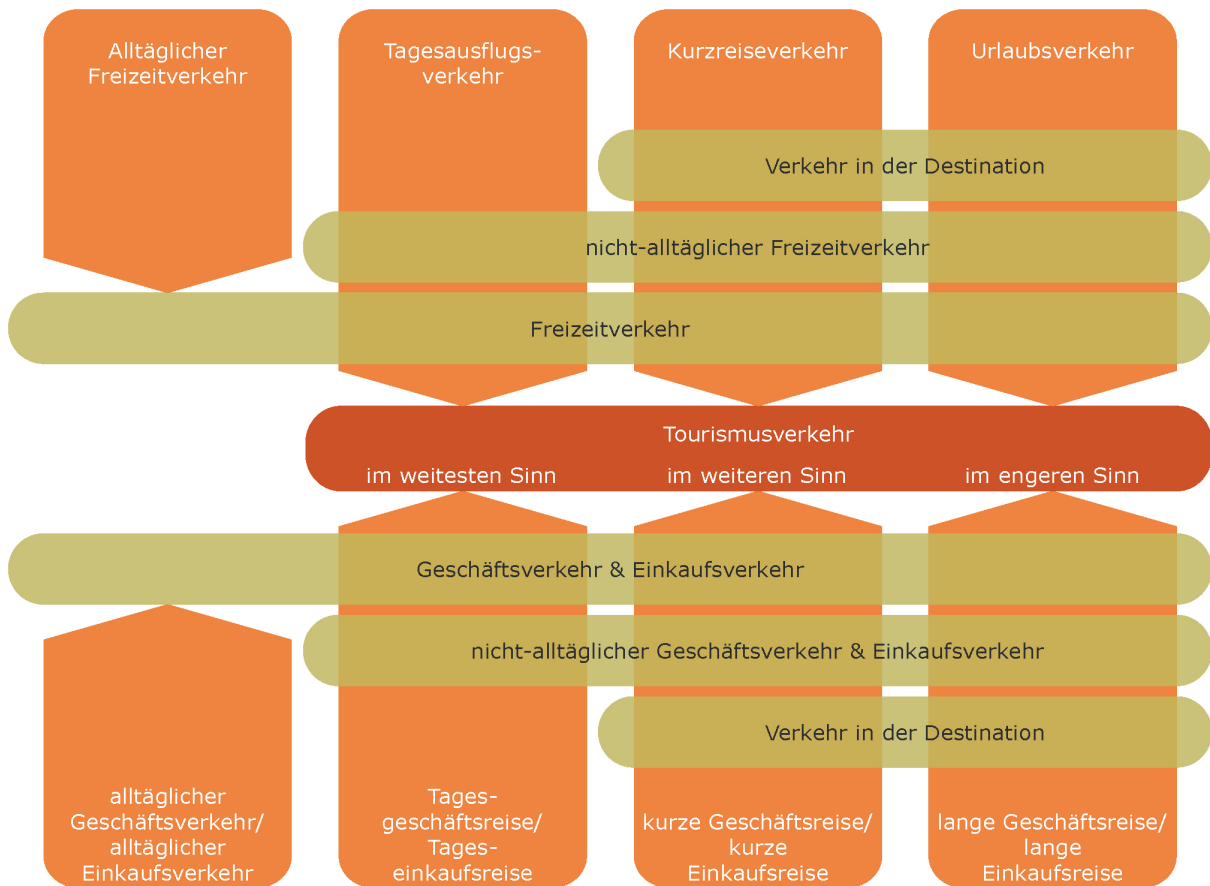 Alltäglicher
Freizeitverkehr
Tagesausflugs-
verkehr
Kurzreiseverkehr
Urlaubsverkehr
Verkehr in der Destination
nicht-alltäglicher Freizeitverkehr
Freizeitverkehr
Tourismusverkehr
im weitesten Sinn
im weiteren Sinn
im engeren Sinn
Geschäftsverkehr & Einkaufsverkehr
nicht-alltäglicher Geschäftsverkehr & Einkaufsverkehr
Verkehr in der Destination
alltäglicher
Geschäftsverkehr/
alltäglicher
Einkaufsverkehr
Tages-
geschäftsreise/
Tages-
einkaufsreise
kurze Geschäftsreise/
kurze
Einkaufsreise
lange Geschäftsreise/
lange
Einkaufsreise